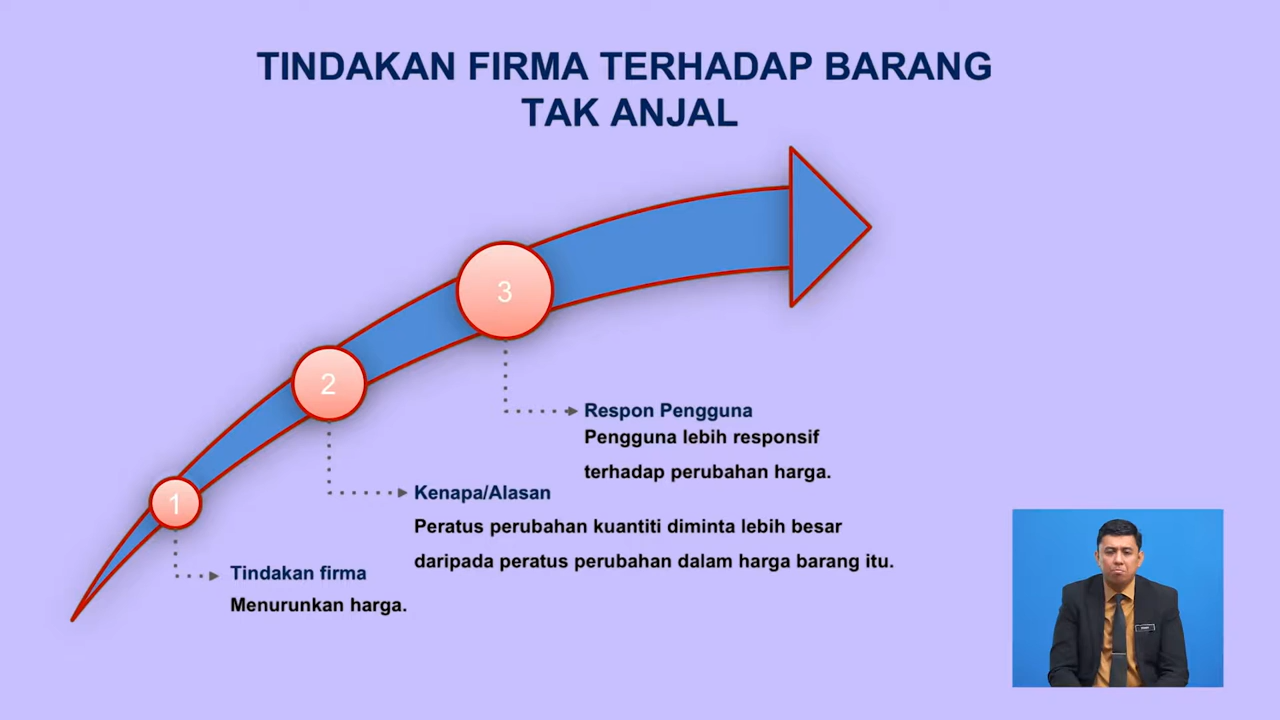 TINDAKAN FIRMA TERHADAP BARANG
TAK ANJAL
3
2
1
Respon Pengguna
Pengguna lebih responsif
terhadap perubahan harga.
Kenapa/Alasan
Peratus perubahan kuantiti diminta lebih besar
daripada peratus perubahan dalam harga barang itu.
Tindakan firma
Menurunkan harga.